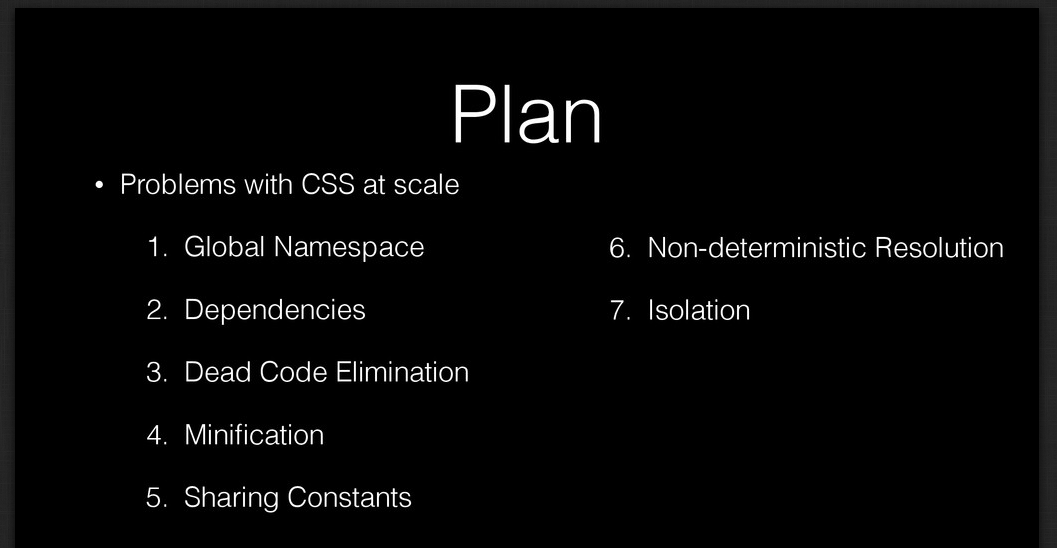 Plan
• Problems with CSS at scale
1. Global Namespace
2. Dependencies
3. Dead Code Elimination
4. Minification
5. Sharing Constants
6. Non-deterministic Resolution
7. Isolation